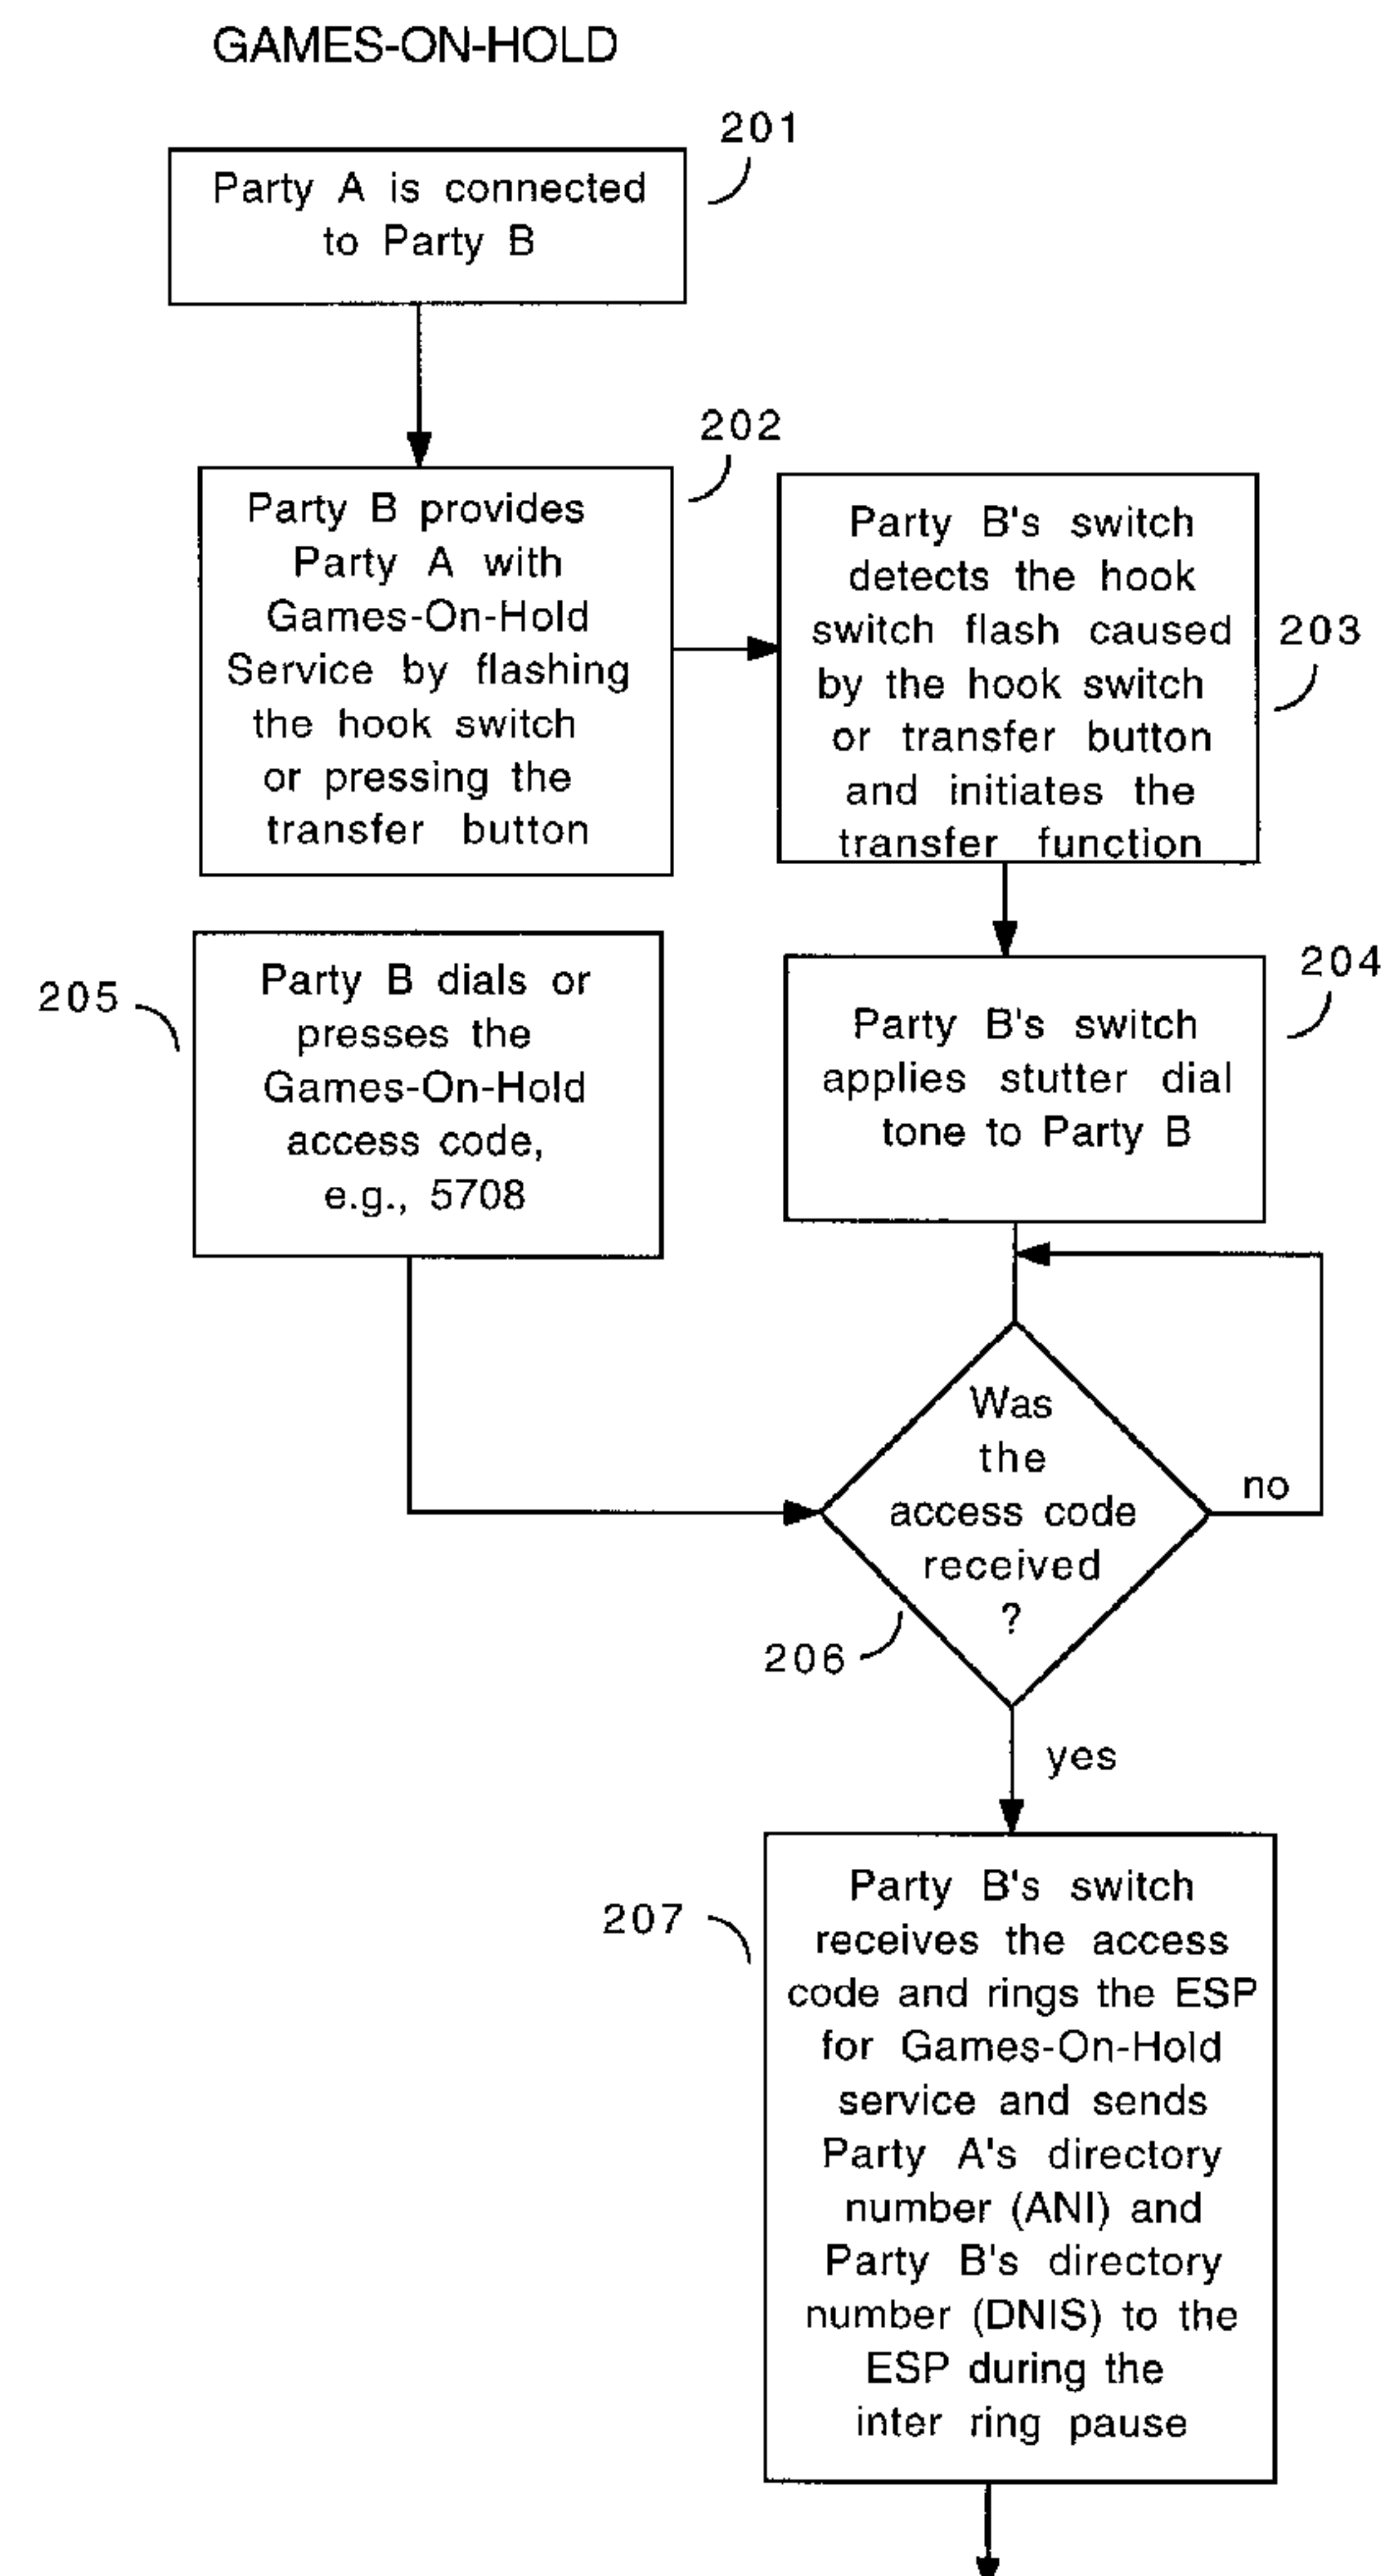 GAMES-ON-HOLD
201
Party A is connected
to Party B
202
Party B provides
Party A with
Games-On-Hold
Service by flashing
the hook switch
or pressing the
transfer button
Party B's switch
detects the hook
switch flash caused
by the hook switch
or transfer button
and initiates the
transfer function
203
204
Party B's switch
applies stutter dial
tone to Party B
205
Party B dials or
presses the
Games-On-Hold
access code,
e.g., 5708
Was
the
access code
received
?
no
206
yes
207
Party B's switch
receives the access
code and rings the ESP
for Games-On-Hold
service and sends
Party A's directory
number (ANI) and
Party B's directory
number (DNIS) to the
ESP during the
inter ring pause